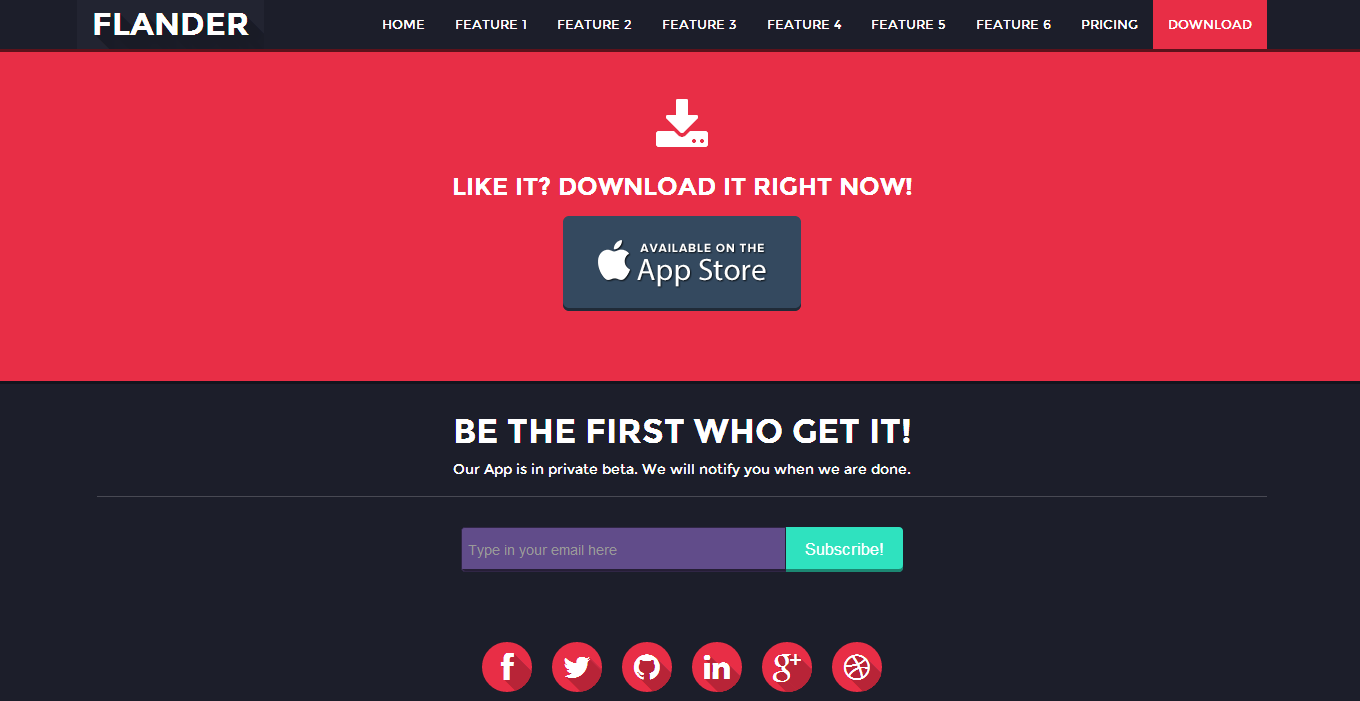 FLANDER
HOME FEATURE 1 FEATURE 2 FEATURE 3 FEATURE 4 FEATURE 5 FEATURE 6 PRICING DOWNLOAD
LIKE IT? DOWNLOAD IT RIGHT NOW!
AVAILABLE ON THE
App Store
BE THE FIRST WHO GET IT!
Our App is in private beta. We will notify you when we are done.
Type in your email here
Subscribe!
f
in
g+